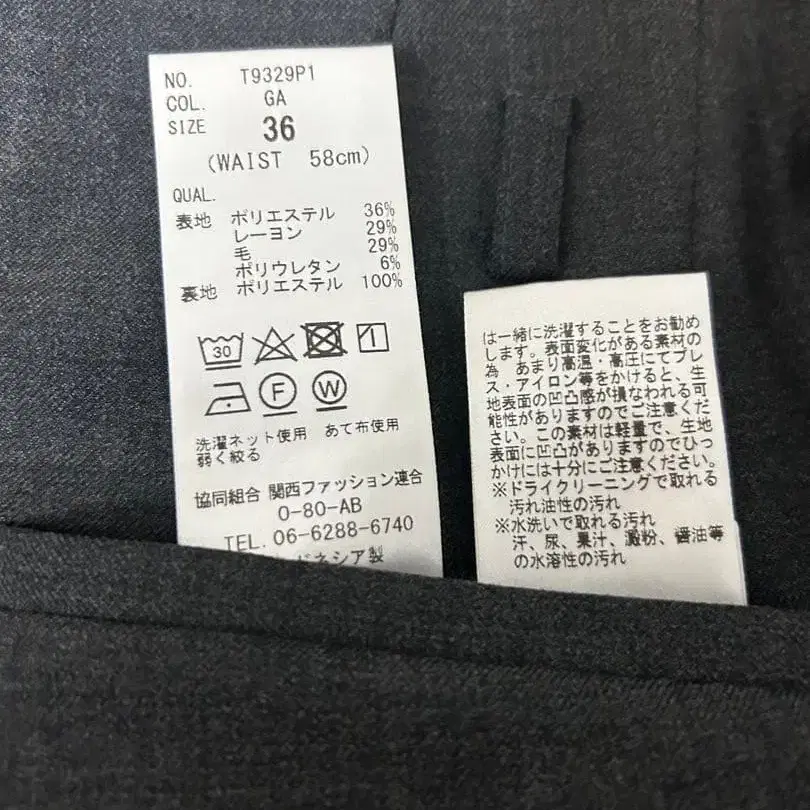 NO. T9329P1
COL. GA
SIZE 36
(WAIST 58cm)
QUAL.
表地 ポリエステル 36%
レーヨン 29%
毛 29%
ポリウレタン 6%
裏地 ポリエステル 100%
30
F W
洗濯ネット使用 あて布使用
弱く絞る
協同組合 関西ファッション連合
O-80-AB
TEL. 06-6288-6740
ドネシア製
は一緒に洗濯することをお勧め
します。表面変化がある素材の
為 あまり高温・高圧にてプレ
ス・アイロン等をかけると、生
地表面の凹凸感が損なわれる可
能性がありますのでご注意くだ
さい。この素材は軽量で、生地
表面に凹凸がありますのでひっ
かけには十分にご注意ください。
※ドライクリーニングで取れる
汚れ油性の汚れ
※水洗いで取れる汚れ
汗、尿、果汁、澱粉、醤油等
の水溶性の汚れ